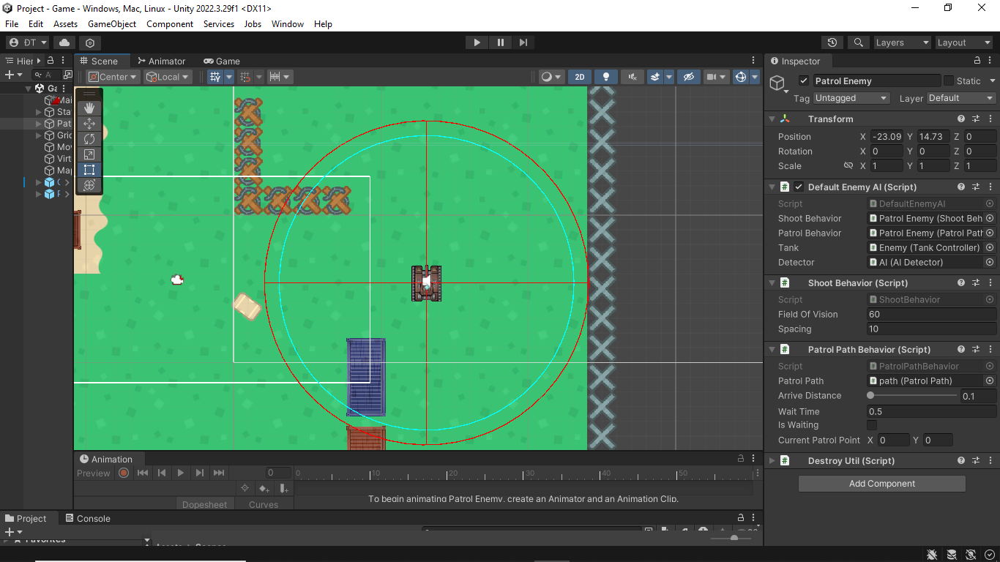 Project - Game - Windows, Mac, Linux - Unity 2022.3.29f1 <DX11>
File Edit Assets GameObject Component Services Jobs Window Help
ĐT Layers Layout
Hier
Scene Animator Game
Center Local 2D
Ga
Mai
Sta
Pat
Grid
Mov
Virt
Map
Inspector
Patrol Enemy Static
Tag Untagged Layer Default
Transform
Position X -23.09 Y 14.73 Z 0
Rotation X 0 Y 0 Z 0
Scale X 1 Y 1 Z 1
Default Enemy AI (Script)
Script DefaultEnemyAI
Shoot Behavior Patrol Enemy (Shoot Beh
Patrol Behavior Patrol Enemy (Patrol Path
Tank Enemy (Tank Controller)
Detector AI (AI Detector)
Shoot Behavior (Script)
Script ShootBehavior
Field Of Vision 60
Spacing 10
Patrol Path Behavior (Script)
Script PatrolPathBehavior
Patrol Path path (Patrol Path)
Arrive Distance 0.1
Wait Time 0.5
Is Waiting
Current Patrol Point X 0 Y 0
Destroy Util (Script)
Add Component
Animation
Preview 0 0 10 20 30 40 50
Dopesheet Curves
To begin animating Patrol Enemy, create an Animator and an Animation Clip.
Project Console
Favorites
Assets Scenes